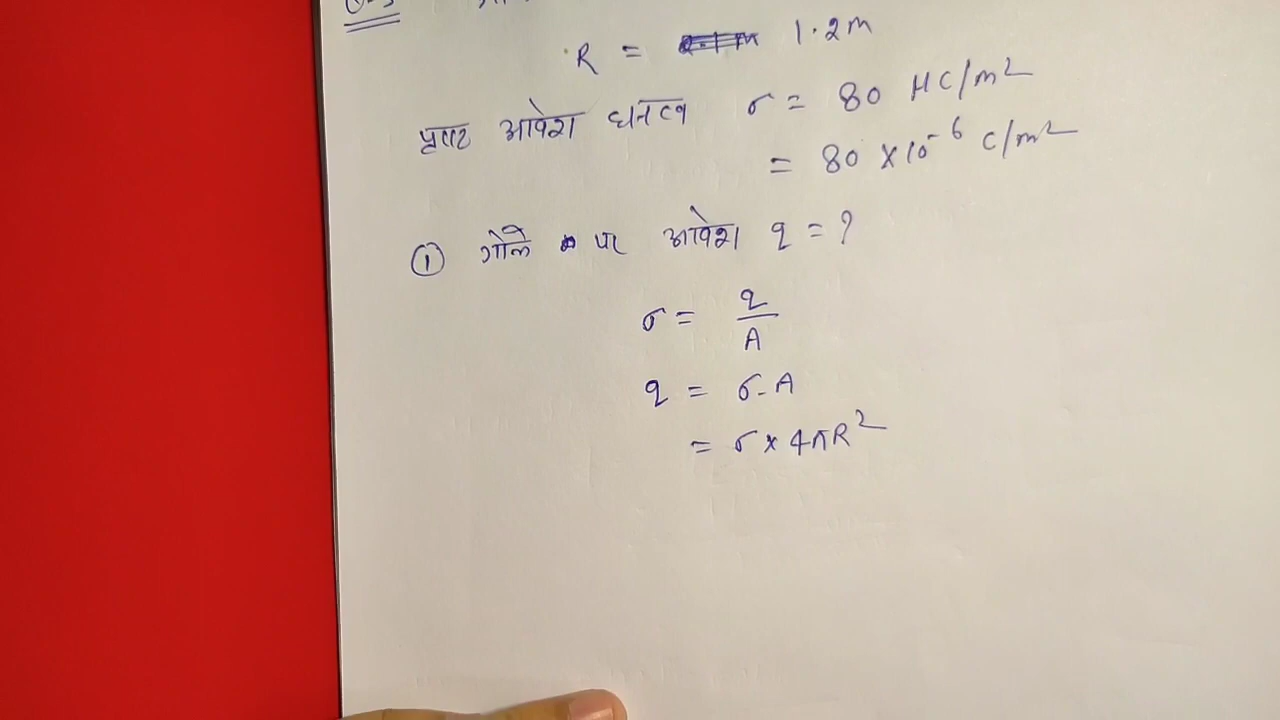 R = 1.2m
पृष्ठ आवेश घनत्व σ = 80 μC/m²
= 80 ×10⁻⁶ C/m²
① गोले पर आवेश q = ?
σ = q/A
q = σ.A
= σ × 4πR²